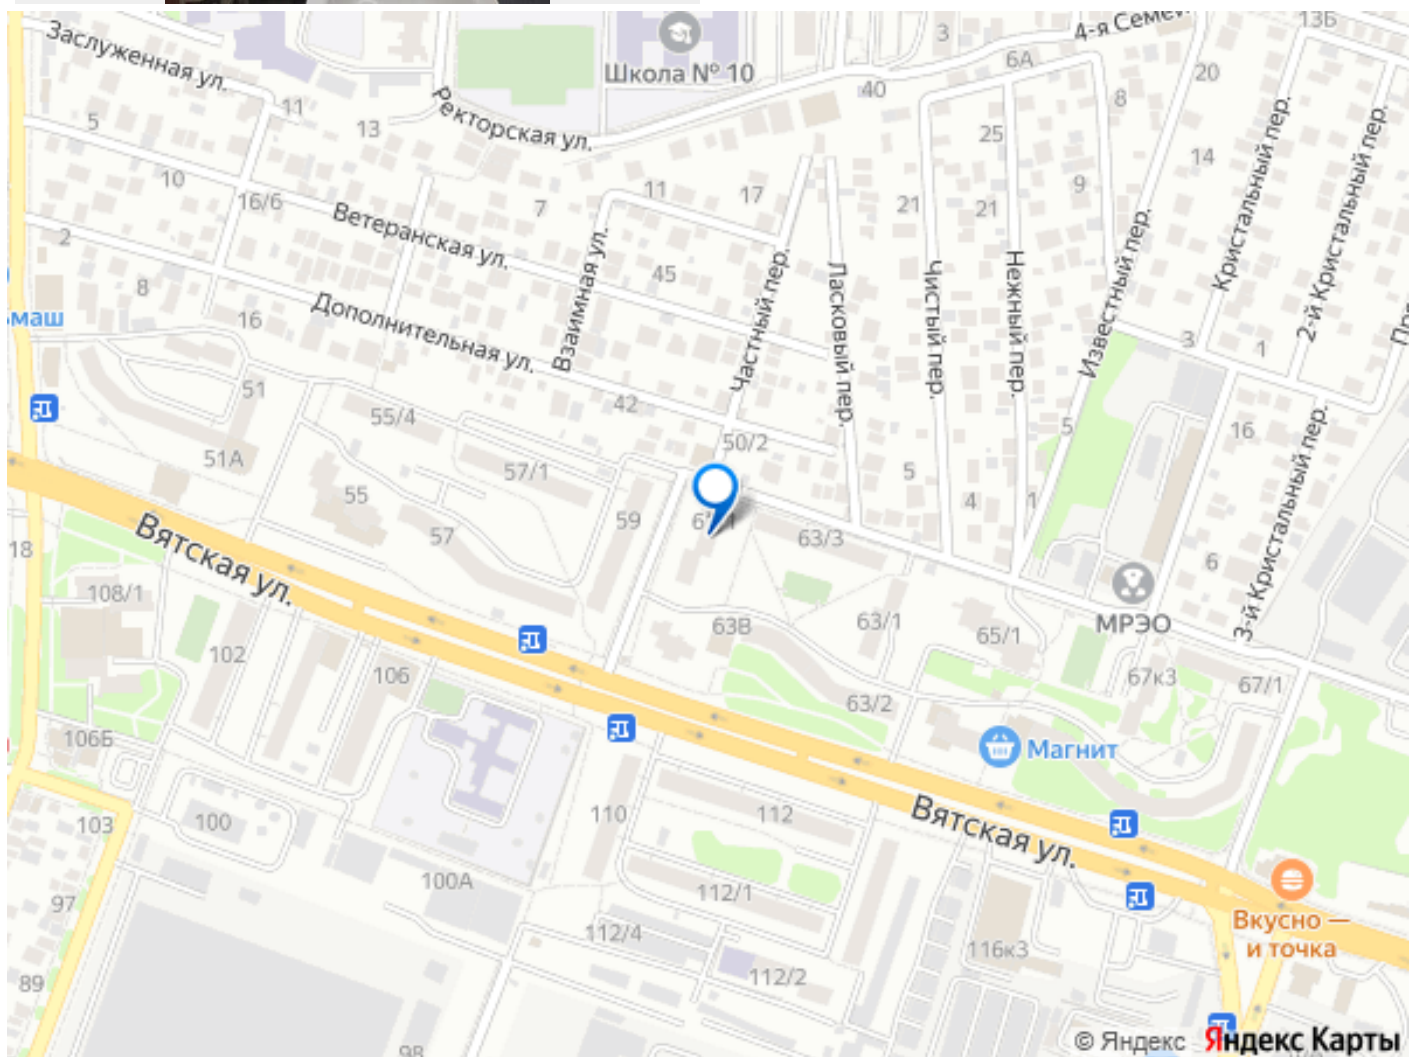 13Б
4-я Семей
3
Заслуженная ул.
6А
Школа № 10
20
40
8
11
Ректорская ул.
5
13
25
Кристальный пер.
2-й Кристальный пер.
14
10
11
17
9
16/6
7
21
21
Ветеранская ул.
2
Взаимная ул.
45
Частный пер.
Ласковый пер.
Чистый пер.
Нежный пер.
Известный пер.
8
маш
16
Дополнительная ул.
3
1
51
55/4
42
50/2
5
16
3-й Кристальный пер.
51А
57/1
5
55
59
4
1
18
Вятская ул.
57
63/3
6
108/1
МРЭО
102
106
63В
63/1
65/1
67к3
67/1
63/2
106Б
Магнит
103
100
110
112
Вятская ул.
100А
112/1
97
Вкусно —
и точка
112/4
116к3
89
112/2
98
© Яндекс Яндекс Карты